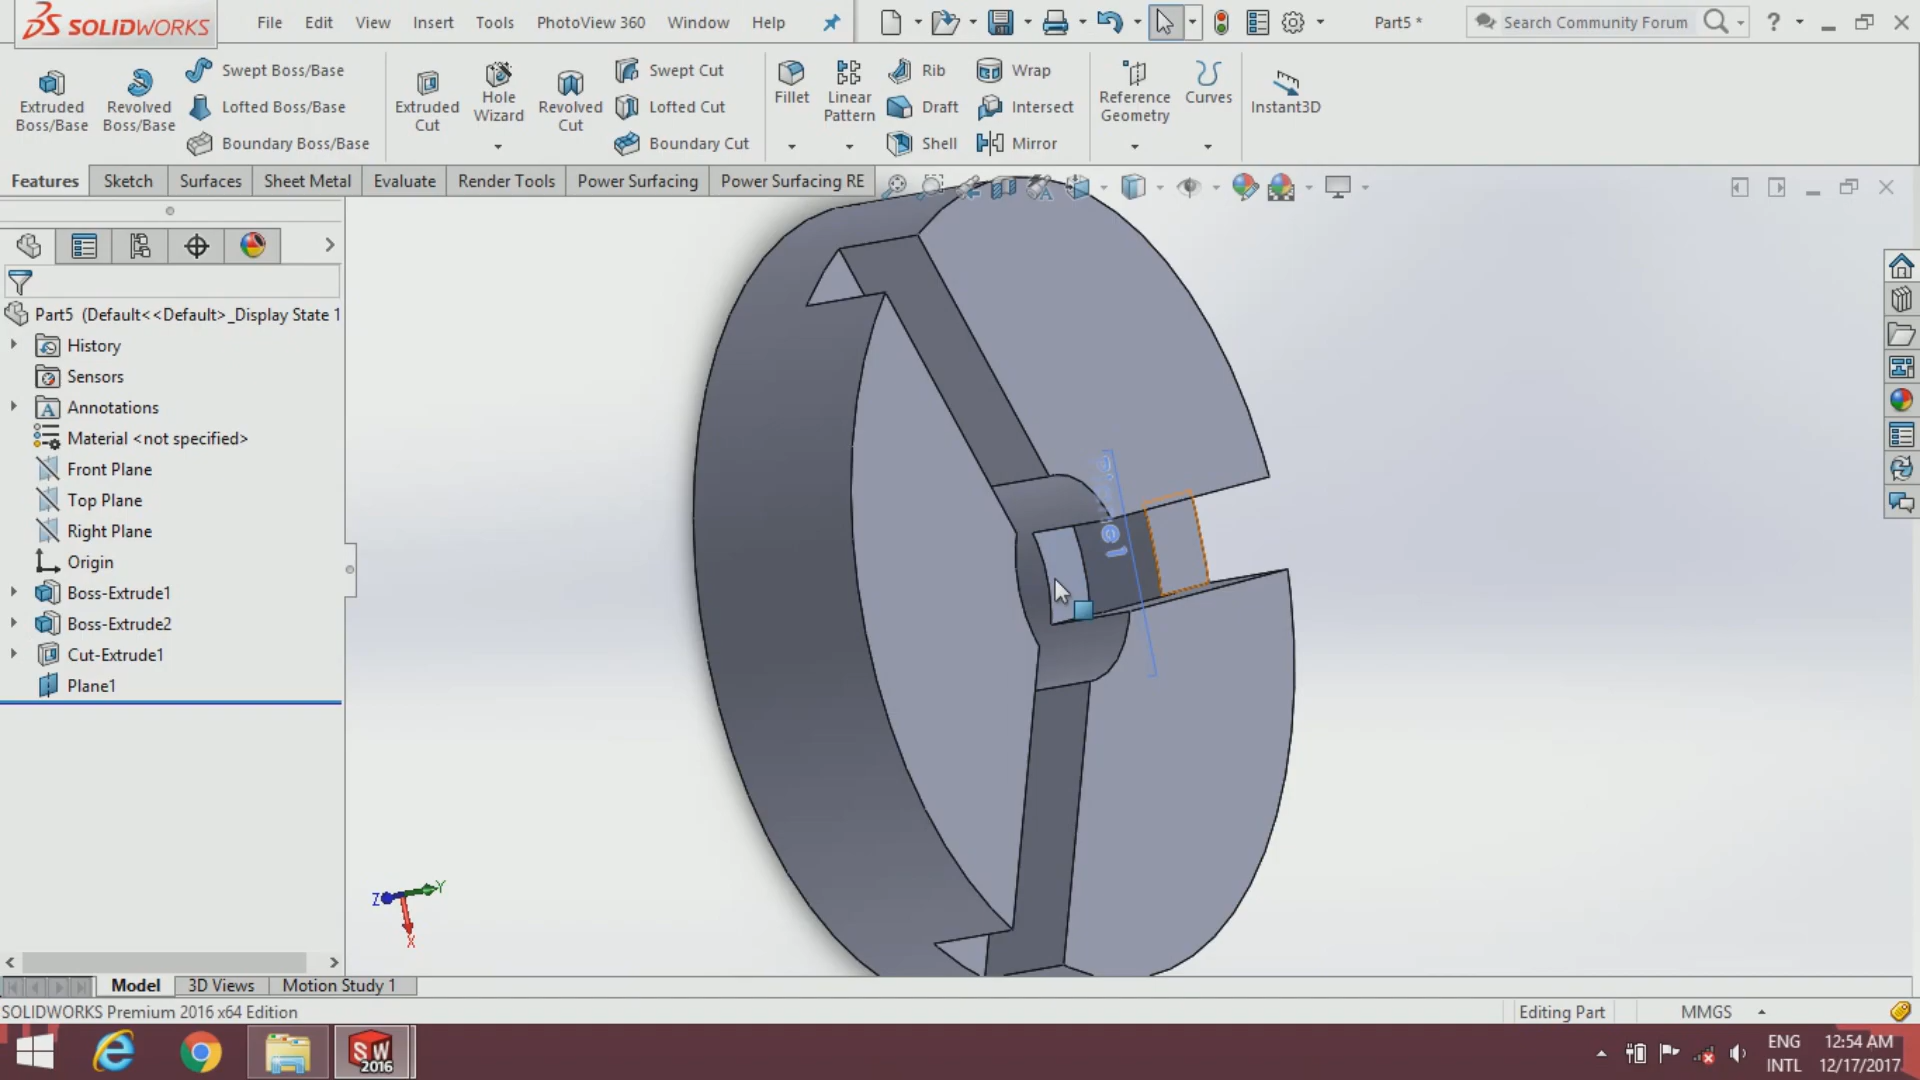 SOLIDWORKS File Edit View Insert Tools PhotoView 360 Window Help Part5 * Search Community Forum ?
Extruded Boss/Base
Revolved Boss/Base
Swept Boss/Base
Lofted Boss/Base
Boundary Boss/Base
Extruded Cut
Hole Wizard
Revolved Cut
Swept Cut
Lofted Cut
Boundary Cut
Fillet
Linear Pattern
Rib
Draft
Shell
Wrap
Intersect
Mirror
Reference Geometry
Curves
Instant3D
Features Sketch Surfaces Sheet Metal Evaluate Render Tools Power Surfacing Power Surfacing RE
Part5 (Default<<Default>_Display State 1
History
Sensors
Annotations
Material <not specified>
Front Plane
Top Plane
Right Plane
Origin
Boss-Extrude1
Boss-Extrude2
Cut-Extrude1
Plane1
Z Y
X
Model 3D Views Motion Study 1
SOLIDWORKS Premium 2016 x64 Edition Editing Part MMGS
SW 2016
ENG 12:54 AM
INTL 12/17/2017